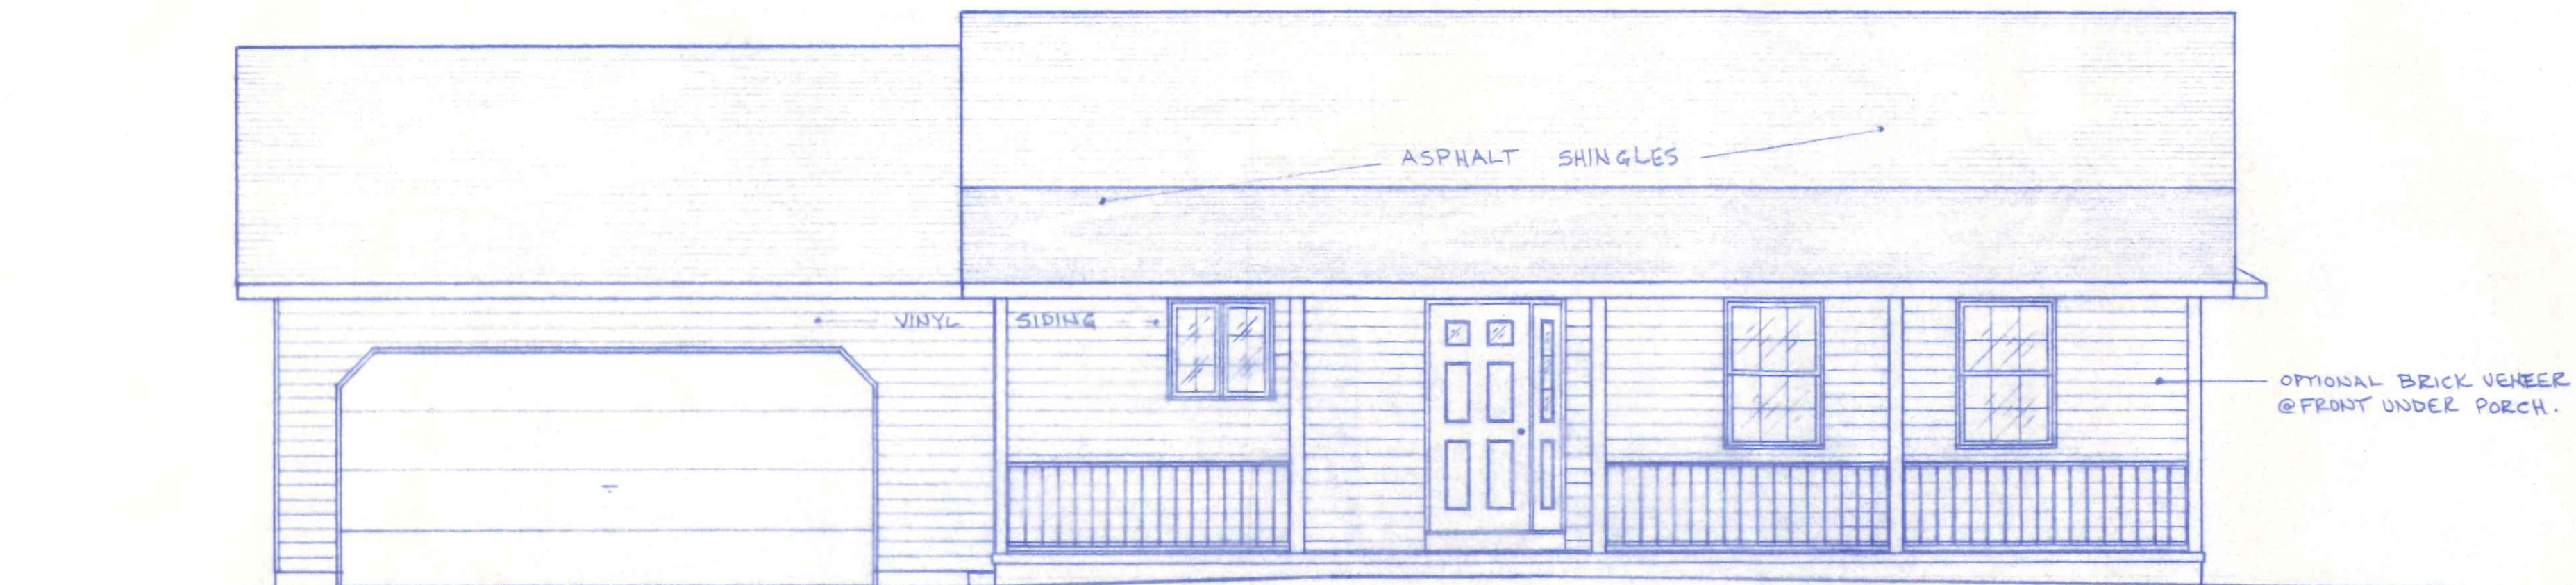 ASPHALT SHINGLES
VINYL SIDING
OPTIONAL BRICK VENEER
@FRONT UNDER PORCH.